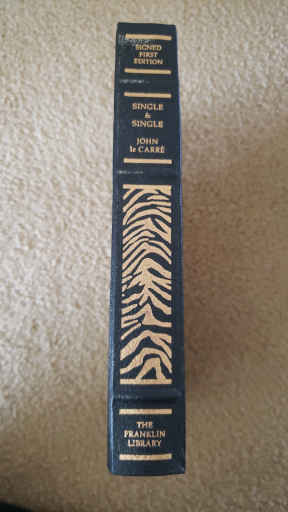 SIGNED
FIRST
EDITION
SINGLE
&
SINGLE
JOHN
le CARRÉ
THE
FRANKLIN
LIBRARY